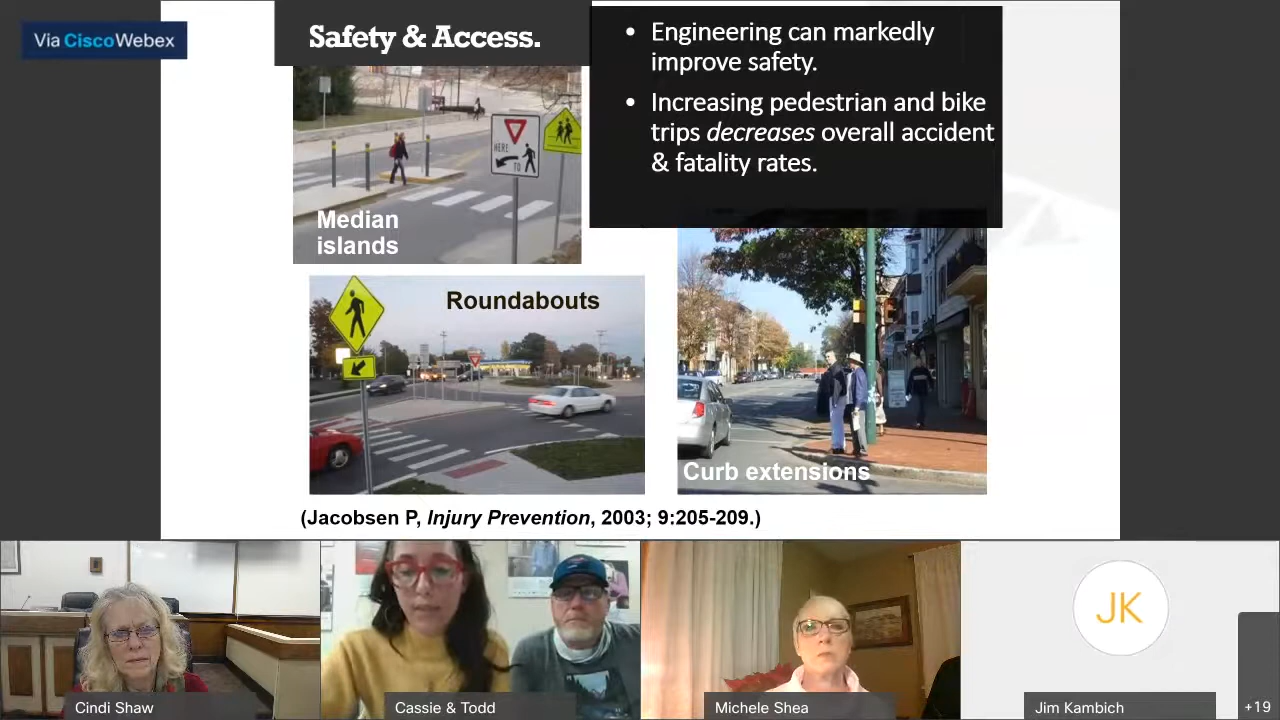 Via Cisco Webex
Safety & Access.
• Engineering can markedly
improve safety.
• Increasing pedestrian and bike
trips decreases overall accident
& fatality rates.
HERE
TO
Median
islands
Roundabouts
Curb extensions
(Jacobsen P, Injury Prevention, 2003; 9:205-209.)
JK
Cindi Shaw
Cassie & Todd
Michele Shea
Jim Kambich
+19